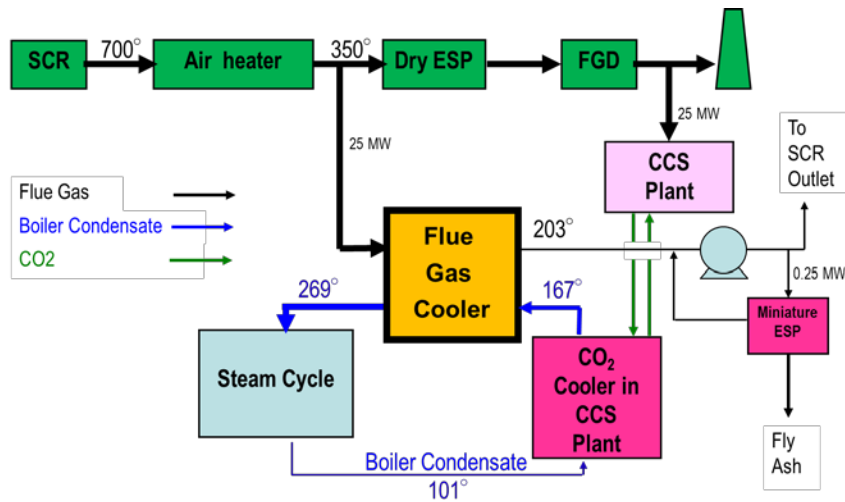 SCR
700°
Air heater
350°
Dry ESP
FGD
25 MW
25 MW
To
SCR
Outlet
CCS
Plant
Flue Gas
Boiler Condensate
CO2
Flue
Gas
Cooler
203°
0.25 MW
269°
167°
Miniature
ESP
Steam Cycle
CO₂
Cooler in
CCS
Plant
Fly
Ash
Boiler Condensate
101°